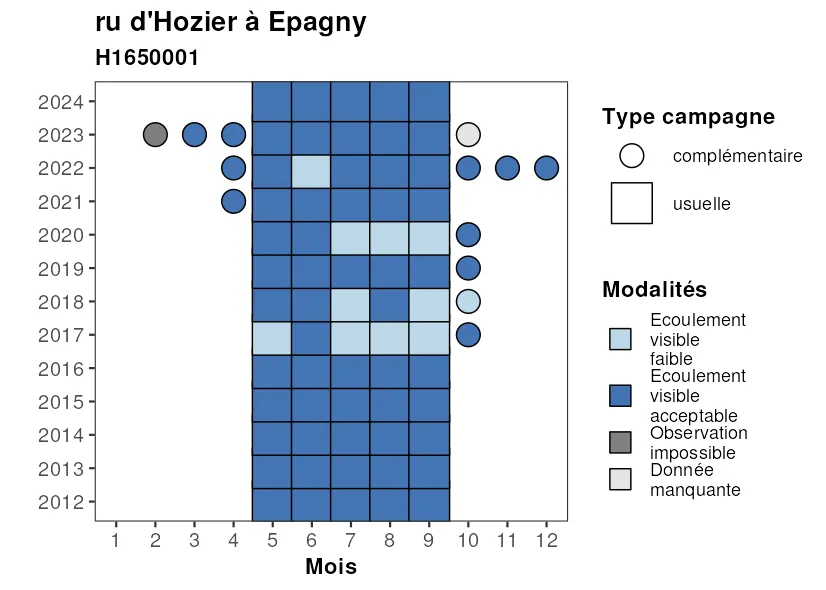 ru d'Hozier à Epagny
H1650001
2024
2023
2022
2021
2020
2019
2018
2017
2016
2015
2014
2013
2012
1 2 3 4 5 6 7 8 9 10 11 12
Mois
Type campagne
complémentaire
usuelle
Modalités
Ecoulement
visible
faible
Ecoulement
visible
acceptable
Observation
impossible
Donnée
manquante